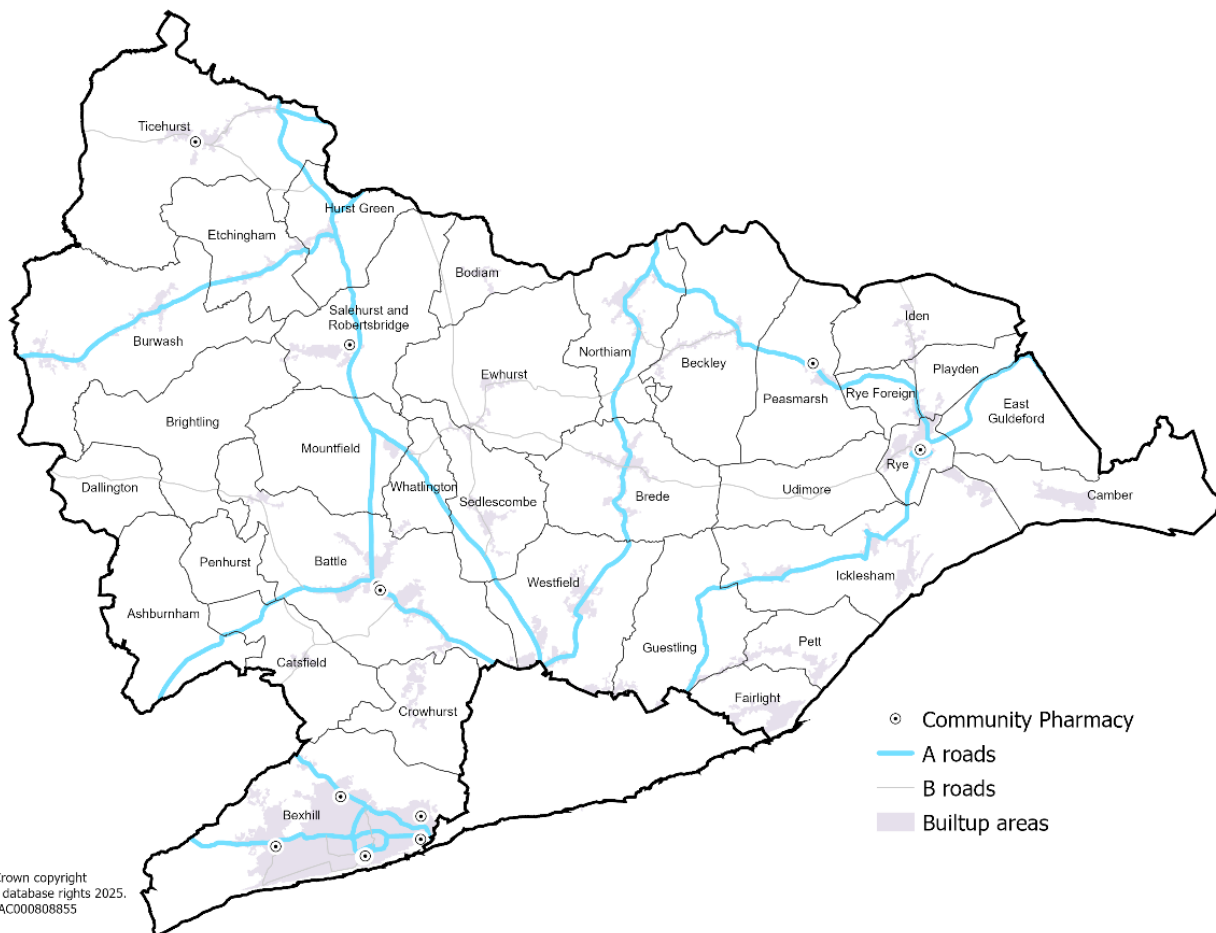 Ticehurst
Hurst Green
Etchingham
Bodiam
Salehurst and
Robertsbridge
Iden
Burwash
Northiam
Beckley
Playden
Ewhurst
Peasmarsh
Rye Foreign
East
Guldeford
Brightling
Mountfield
Rye
Dallington
Whatlington
Sedlescombe
Brede
Udimore
Camber
Penhurst
Battle
Westfield
Icklesham
Ashburnham
Guestling
Pett
Catsfield
Fairlight
Crowhurst
Bexhill
Community Pharmacy
A roads
B roads
Builtup areas
rown copyright
database rights 2025.
AC000808855